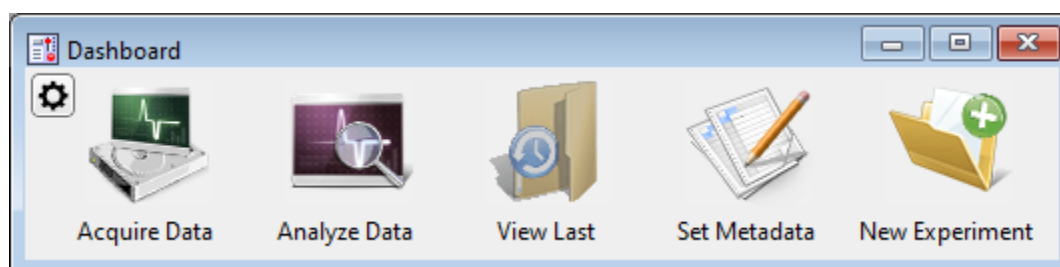 Dashboard
Acquire Data
Analyze Data
View Last
Set Metadata
New Experiment